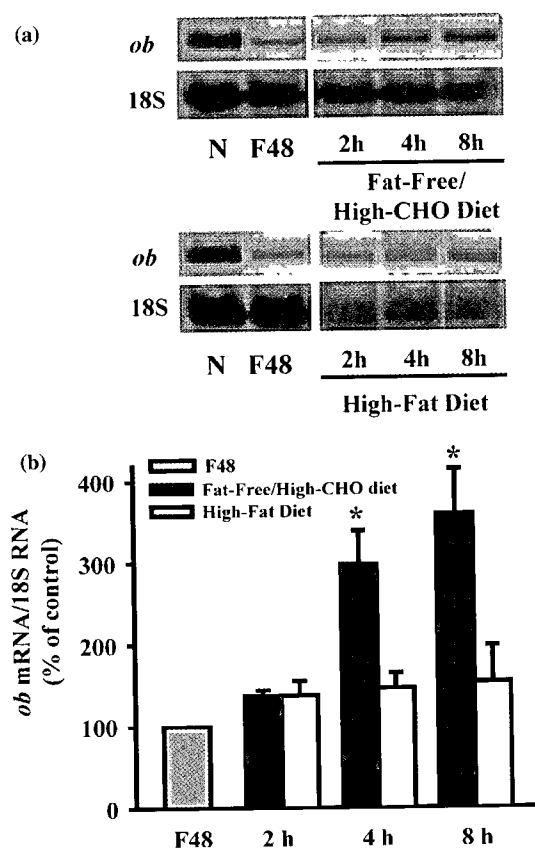 (a)
ob
18S
N F48 2h 4h 8h
Fat-Free/
High-CHO Diet
ob
18S
N F48 2h 4h 8h
High-Fat Diet
(b)
F48
Fat-Free/High-CHO diet
High-Fat Diet
* *
ob mRNA/18S RNA
(% of control)
400
300
200
100
0
F48 2 h 4 h 8 h